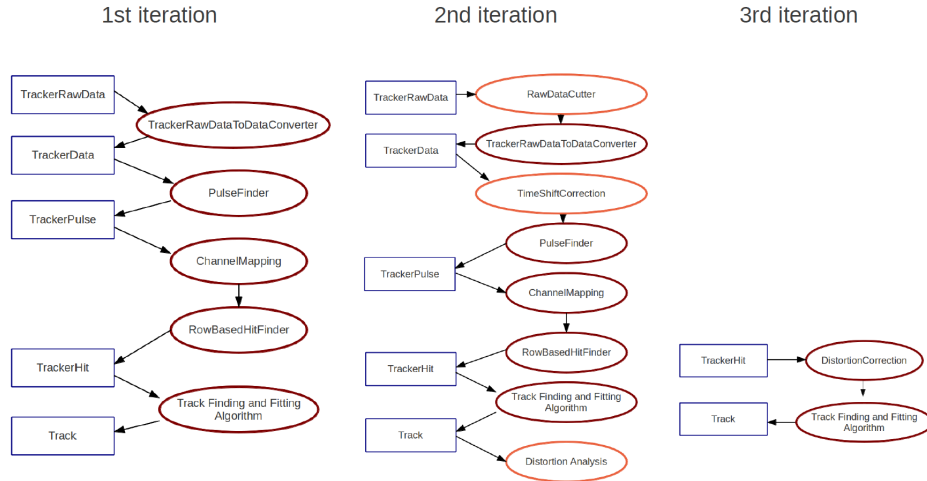 1st iteration
2nd iteration
3rd iteration
TrackerRawData
TrackerRawDataToDataConverter
TrackerData
PulseFinder
TrackerPulse
ChannelMapping
RowBasedHitFinder
TrackerHit
Track Finding and Fitting
Algorithm
Track
RawDataCutter
TrackerRawData
TrackerRawDataToDataConverter
TrackerData
TimeShiftCorrection
PulseFinder
TrackerPulse
ChannelMapping
RowBasedHitFinder
TrackerHit
Track Finding and Fitting
Algorithm
Track
Distortion Analysis
TrackerHit
DistortionCorrection
Track
Track Finding and Fitting
Algorithm